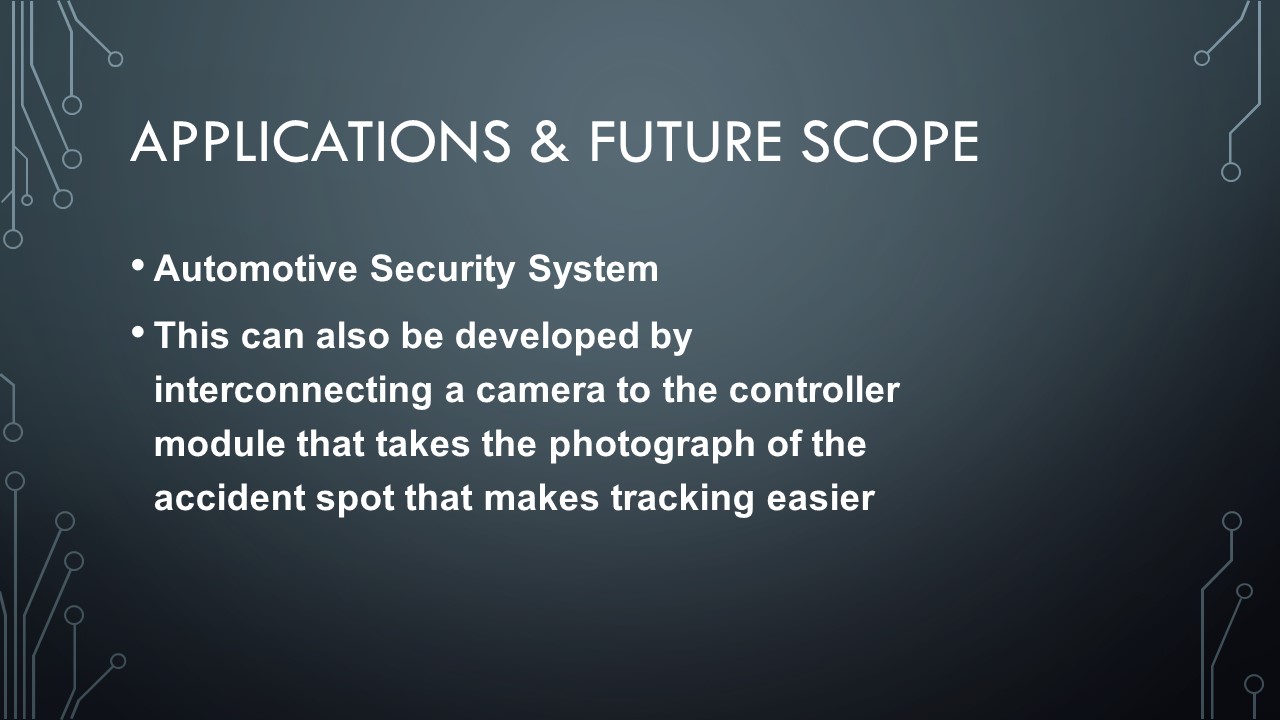 APPLICATIONS & FUTURE SCOPE
• Automotive Security System
• This can also be developed by
interconnecting a camera to the controller
module that takes the photograph of the
accident spot that makes tracking easier